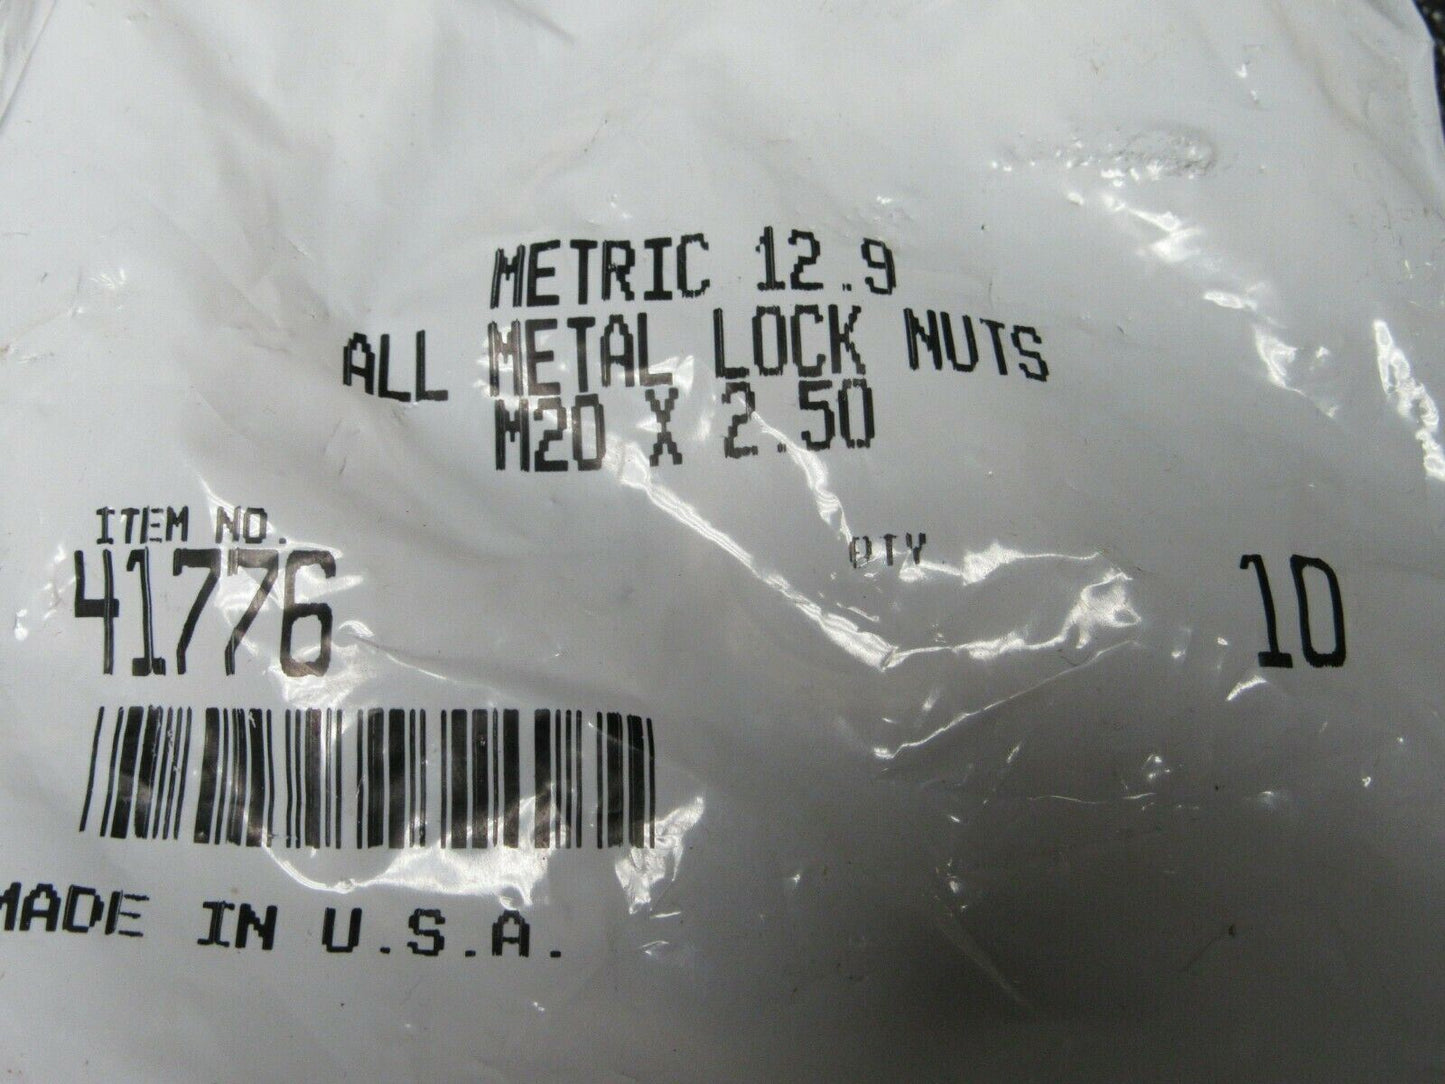 METRIC 12.9
ALL METAL LOCK NUTS
M20 X 2.50
ITEM NO.
41776
QTY
10
MADE IN U.S.A.